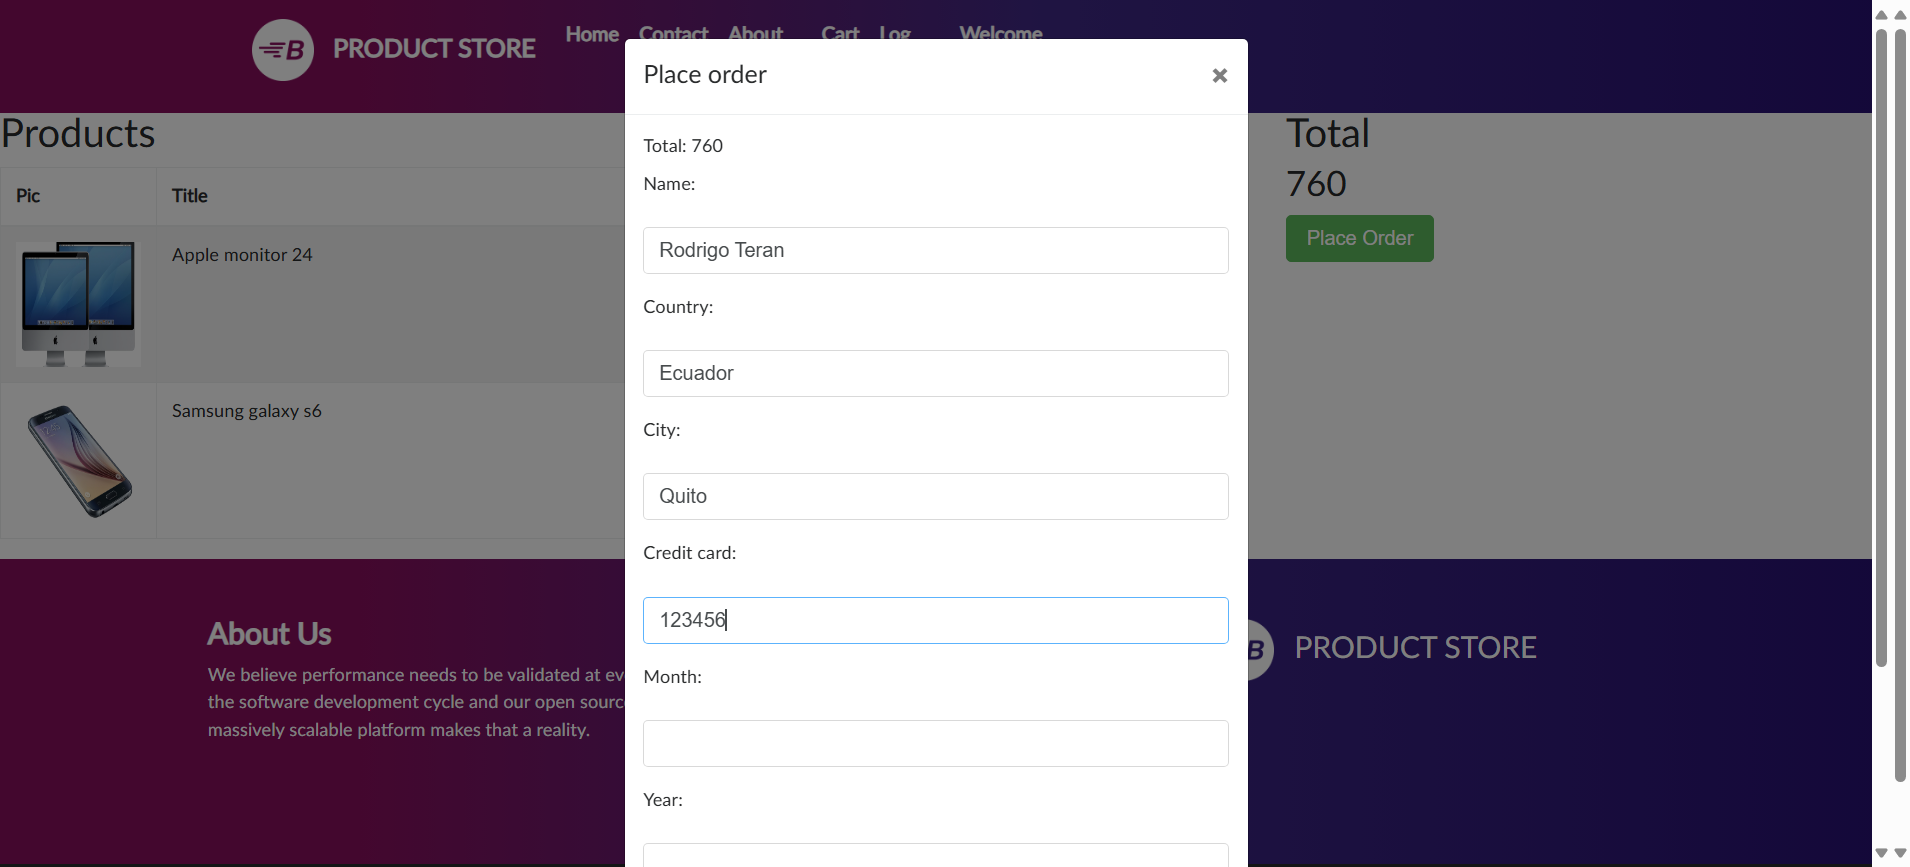 B PRODUCT STORE
Home Contact About Cart Log Welcome
Place order
Products
Pic Title
Apple monitor 24
Samsung galaxy s6
Total: 760
Name:
Rodrigo Teran
Country:
Ecuador
City:
Quito
Credit card:
123456
Month:
Year:
Total
760
Place Order
About Us
We believe performance needs to be validated at
the software development cycle and our open
massively scalable platform makes that a reality.
B PRODUCT STORE